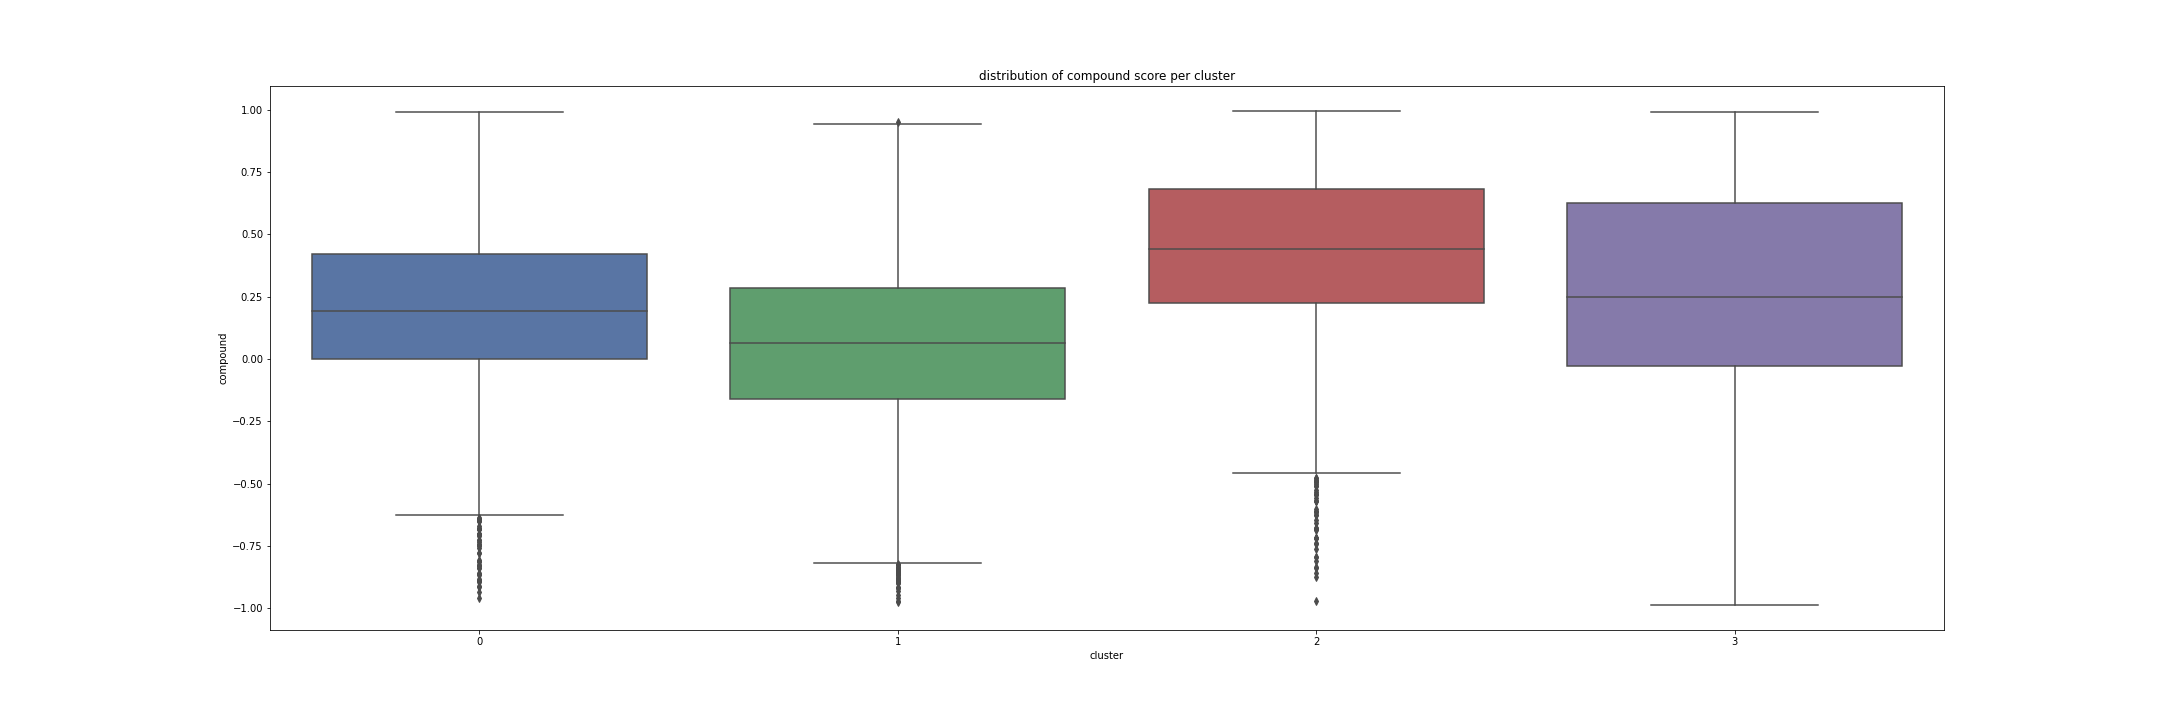 distribution of compound score per cluster
1.00
0.75
0.50
0.25
0.00
−0.25
−0.50
−0.75
−1.00
compound
0 1 2 3
cluster